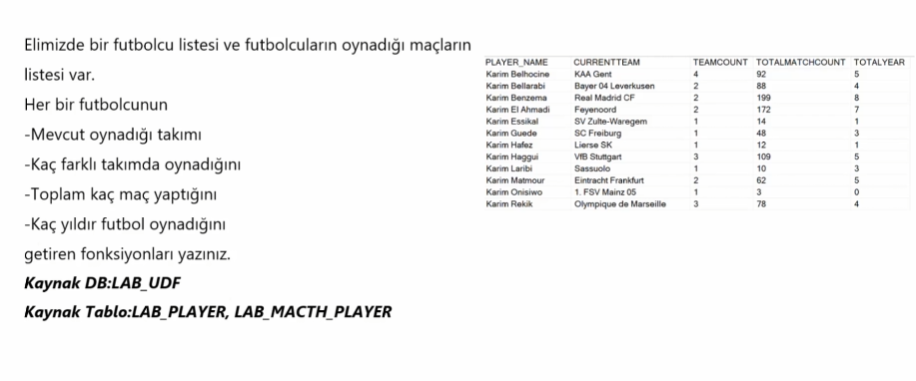 Elimizde bir futbolcu listesi ve futbolcuların oynadığı maçların
listesi var.
Her bir futbolcunun
-Mevcut oynadığı takımı
-Kaç farklı takımda oynadığını
-Toplam kaç maç yaptığını
-Kaç yıldır futbol oynadığını
getiren fonksiyonları yazınız.
Kaynak DB:LAB_UDF
Kaynak Tablo:LAB_PLAYER, LAB_MACTH_PLAYER
PLAYER_NAME CURRENTTEAM TEAMCOUNT TOTALMATCHCOUNT TOTALYEAR
Karim Belhocine KAA Gent 4 92 5
Karim Bellarabi Bayer 04 Leverkusen 2 88 4
Karim Benzema Real Madrid CF 2 199 8
Karim El Ahmadi Feyenoord 2 172 7
Karim Essikal SV Zulte-Waregem 1 14 1
Karim Guede SC Freiburg 1 48 3
Karim Hafez Lierse SK 1 12 1
Karim Haggui VfB Stuttgart 3 109 5
Karim Laribi Sassuolo 1 10 3
Karim Matmour Eintracht Frankfurt 2 62 5
Karim Onisiwo 1. FSV Mainz 05 1 3 0
Karim Rekik Olympique de Marseille 3 78 4